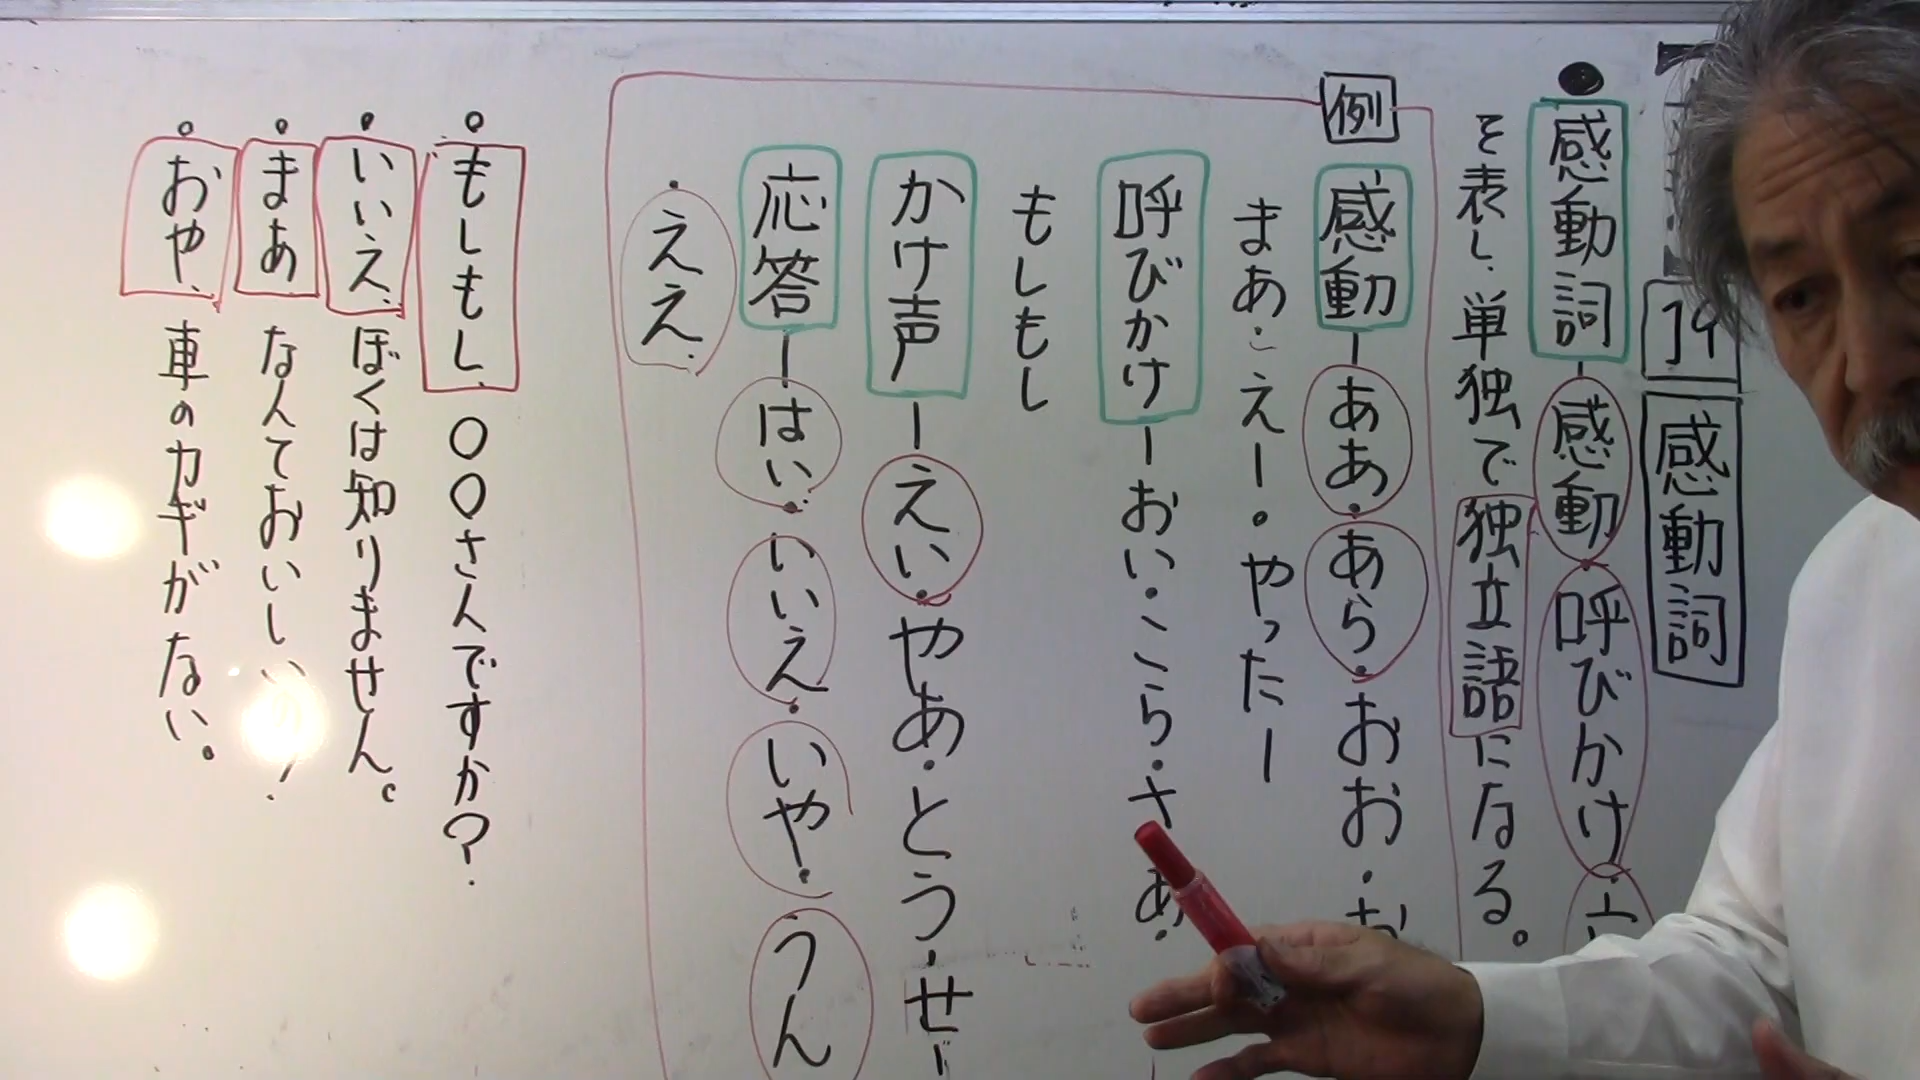 19 感動詞
感動詞ー感動・呼びかけ・
を表し、単独で独立語になる。
例
感動ーああ・あら・おお・お
まあ・えー・やったー
呼びかけーおい・こら・さあ・
もしもし
かけ声ーえい・やあ・とう・せー
応答ーはい・いいえ・いや・うん
・ええ
もしもし、〇〇さんですか?
いいえ、ぼくは知りません。
まあ なんておいしいの!
おや、車のカギがない。